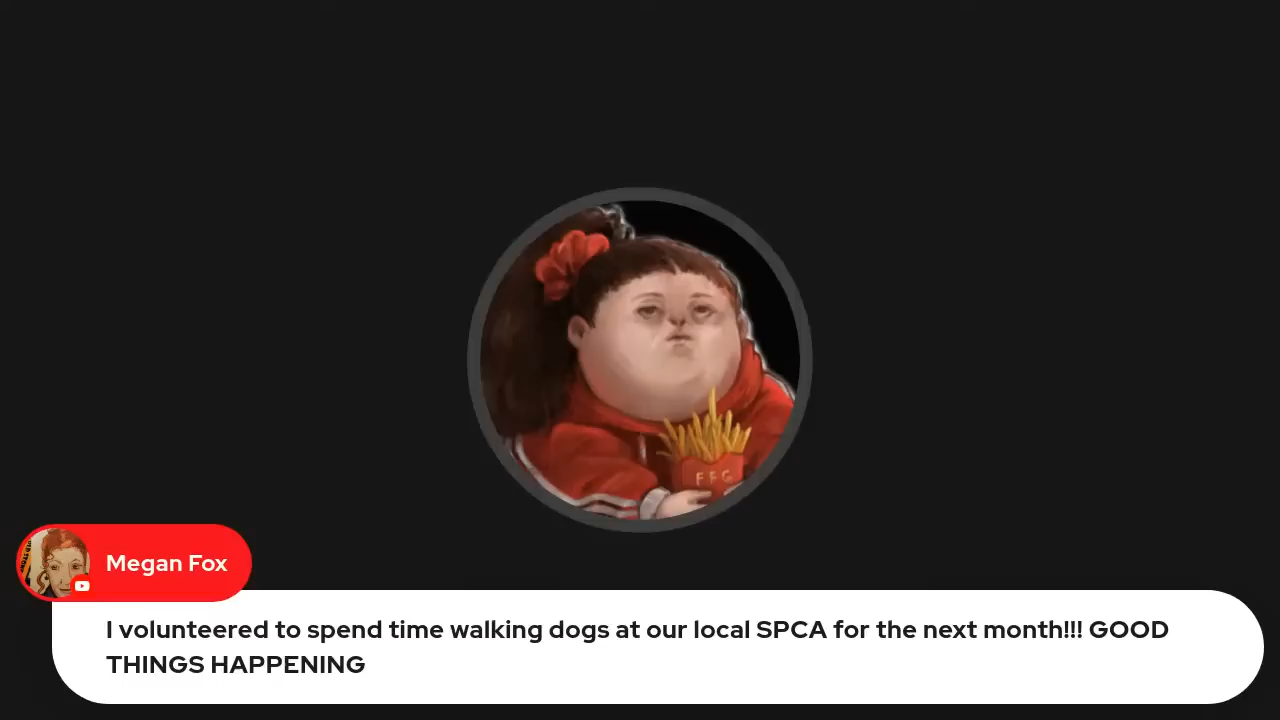 FFG
Megan Fox
I volunteered to spend time walking dogs at our local SPCA for the next month!!! GOOD
THINGS HAPPENING